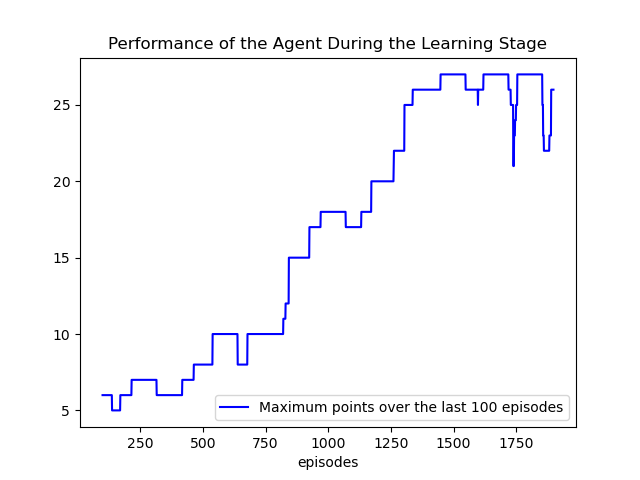 Performance of the Agent During the Learning Stage
25
20
15
10
5
Maximum points over the last 100 episodes
250 500 750 1000 1250 1500 1750
episodes